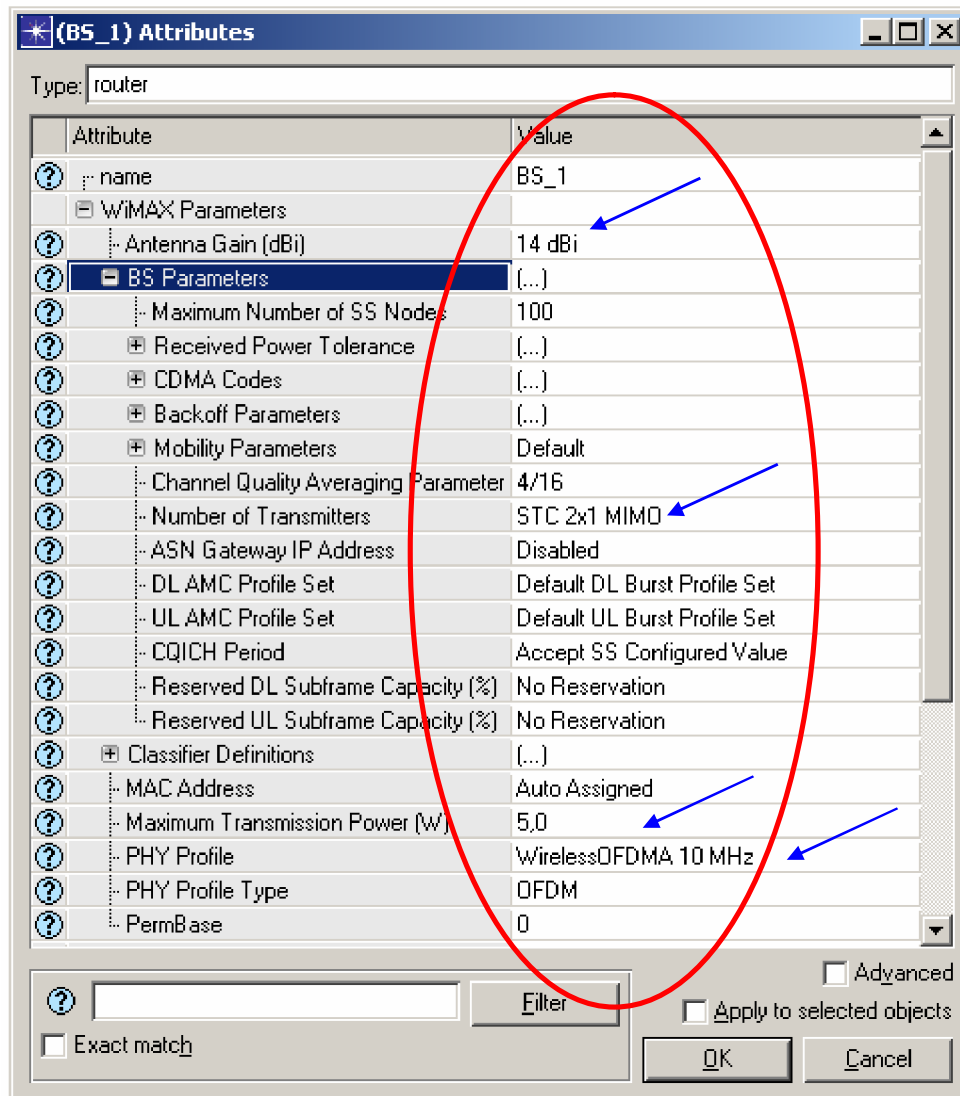 (BS_1) Attributes
Type: router
Attribute Value
name BS_1
WiMAX Parameters
Antenna Gain (dBi) 14 dBi
BS Parameters (...)
Maximum Number of SS Nodes 100
Received Power Tolerance (...)
CDMA Codes (...)
Backoff Parameters (...)
Mobility Parameters Default
Channel Quality Averaging Parameter 4/16
Number of Transmitters STC 2x1 MIMO
ASN Gateway IP Address Disabled
DL AMC Profile Set Default DL Burst Profile Set
UL AMC Profile Set Default UL Burst Profile Set
CQICH Period Accept SS Configured Value
Reserved DL Subframe Capacity (%) No Reservation
Reserved UL Subframe Capacity (%) No Reservation
Classifier Definitions (...)
MAC Address Auto Assigned
Maximum Transmission Power (W) 5,0
PHY Profile WirelessOFDMA 10 MHz
PHY Profile Type OFDM
PermBase 0
Advanced
Filter
Apply to selected objects
Exact match
OK Cancel